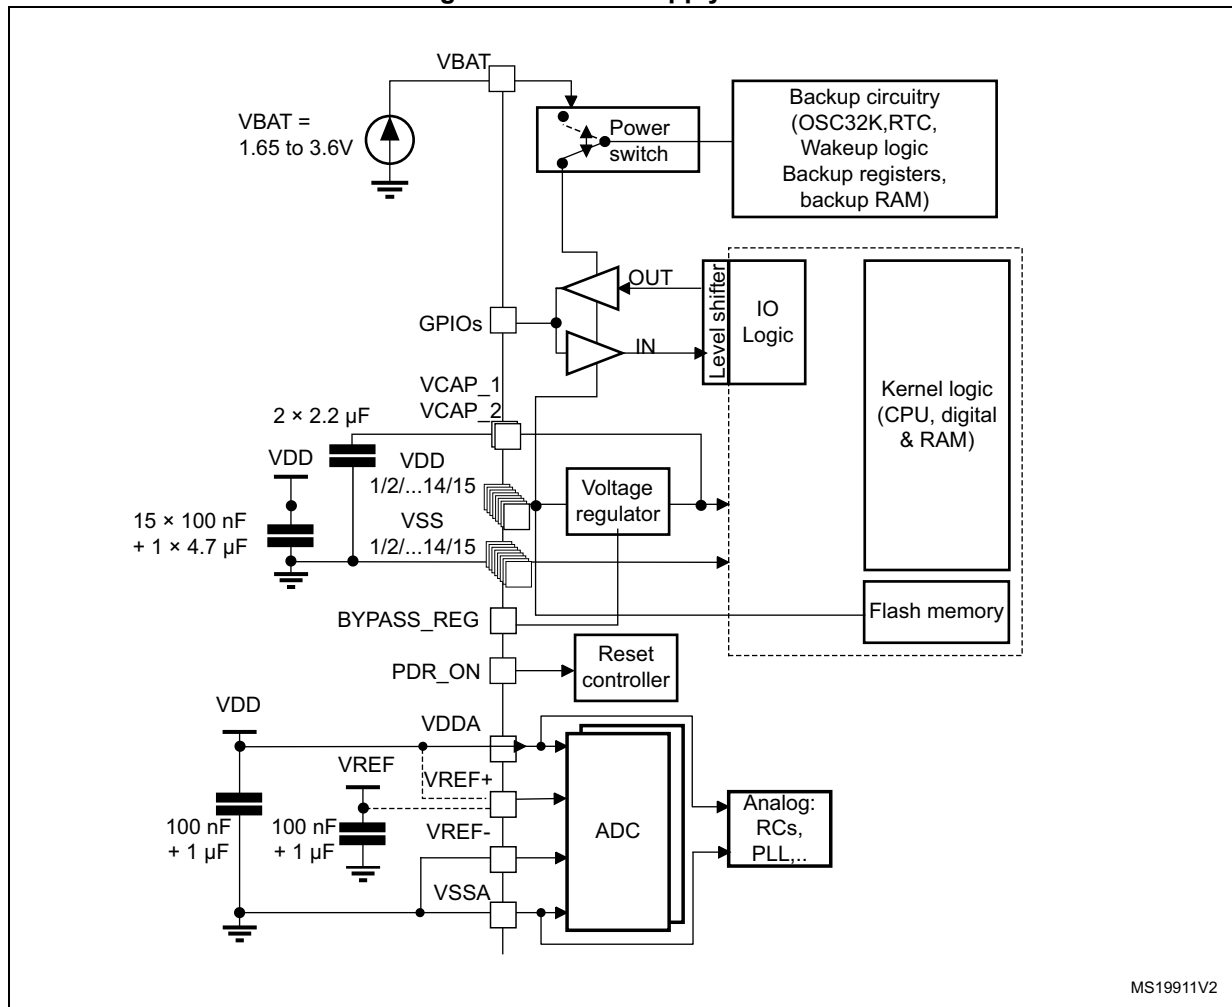 VBAT
VBAT =
1.65 to 3.6V
Power
switch
Backup circuitry
(OSC32K,RTC,
Wakeup logic
Backup registers,
backup RAM)
GPIOs
OUT
IN
Level shifter
IO
Logic
Kernel logic
(CPU, digital
& RAM)
VCAP_1
VCAP_2
2 × 2.2 µF
VDD
VDD
1/2/...14/15
Voltage
regulator
15 × 100 nF
+ 1 × 4.7 µF
VSS
1/2/...14/15
Flash memory
BYPASS_REG
PDR_ON
Reset
controller
VDD
VDDA
VREF
VREF+
100 nF
+ 1 µF
100 nF
+ 1 µF
VREF-
VSSA
ADC
Analog:
RCs,
PLL,..
MS19911V2